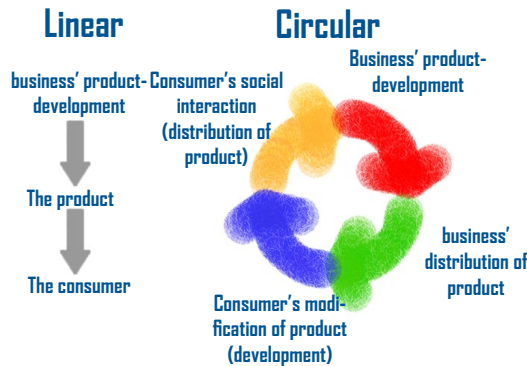 Linear
business' product-
development
The product
The consumer
Circular
Business' product-
development
business'
distribution of
product
Consumer's modi-
fication of product
(development)
Consumer's social
interaction
(distribution of
product)